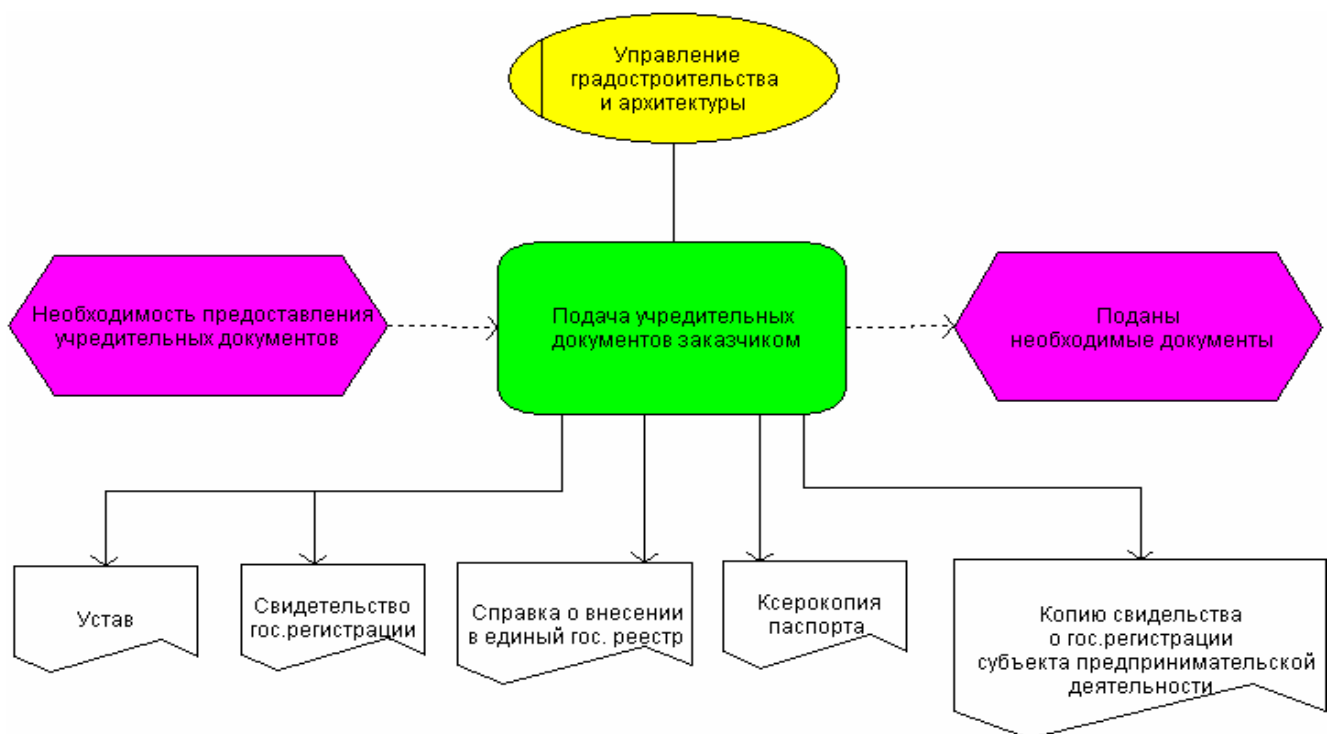 Управление
градостроительства
и архитектуры
Необходимость предоставления
учредительных документов
Подача учредительных
документов заказчиком
Поданы
необходимые документы
Устав
Свидетельство
гос.регистрации
Справка о внесении
в единый гос. реестр
Ксерокопия
паспорта
Копию свидельства
о гос.регистрации
субъекта предпринимательской
деятельности